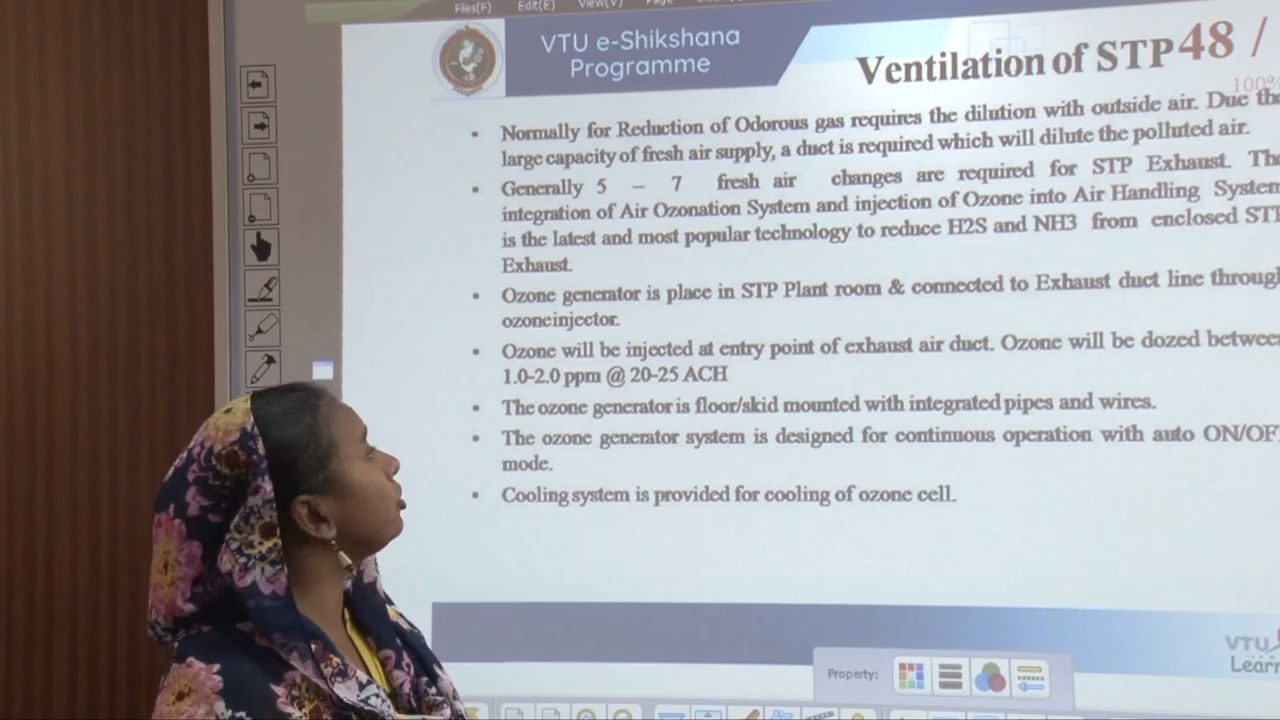 Files(F) Edit(E) View(V) Page
VTU e-Shikshana
Programme
Ventilation of STP 48 /
100%
• Normally for Reduction of Odorous gas requires the dilution with outside air. Due the
large capacity of fresh air supply, a duct is required which will dilute the polluted air.
• Generally 5 – 7 fresh air changes are required for STP Exhaust. The
integration of Air Ozonation System and injection of Ozone into Air Handling System
is the latest and most popular technology to reduce H2S and NH3 from enclosed STP
Exhaust.
• Ozone generator is place in STP Plant room & connected to Exhaust duct line through
ozoneinjector.
• Ozone will be injected at entry point of exhaust air duct. Ozone will be dozed between
1.0-2.0 ppm @ 20-25 ACH
• The ozone generator is floor/skid mounted with integrated pipes and wires.
• The ozone generator system is designed for continuous operation with auto ON/OFF
mode.
• Cooling system is provided for cooling of ozone cell.
VTU
Learn
Property: